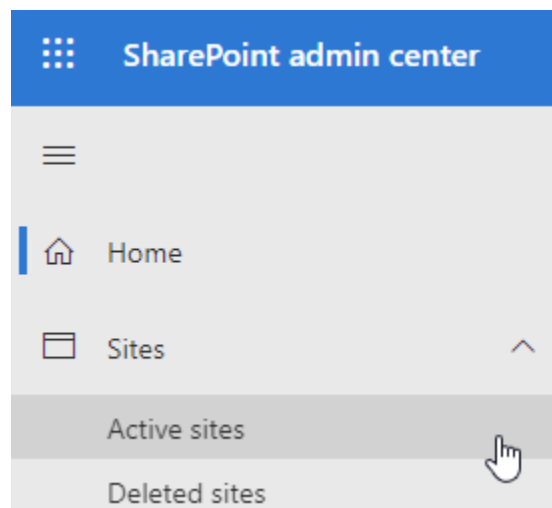 SharePoint admin center
Home
Sites
Active sites
Deleted sites